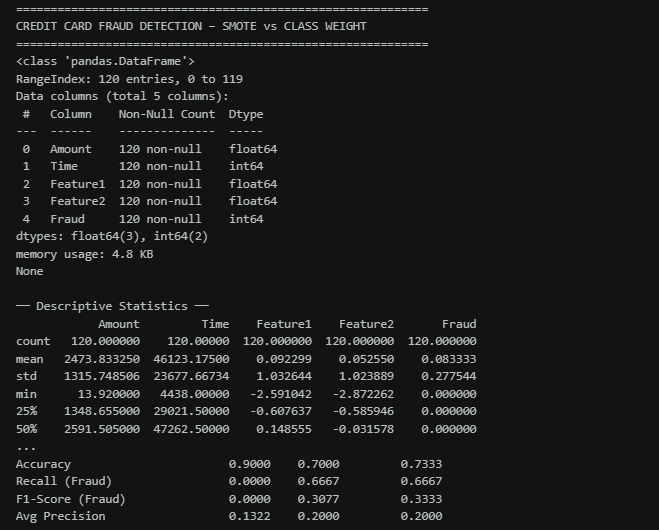 ============================================================
CREDIT CARD FRAUD DETECTION – SMOTE vs CLASS WEIGHT
============================================================
<class 'pandas.DataFrame'>
RangeIndex: 120 entries, 0 to 119
Data columns (total 5 columns):
 #   Column    Non-Null Count  Dtype
---  ------    --------------  -----
 0   Amount    120 non-null    float64
 1   Time      120 non-null    int64
 2   Feature1  120 non-null    float64
 3   Feature2  120 non-null    float64
 4   Fraud     120 non-null    int64
dtypes: float64(3), int64(2)
memory usage: 4.8 KB
None
── Descriptive Statistics ──
            Amount         Time    Feature1    Feature2       Fraud
count   120.000000    120.00000  120.000000  120.000000  120.000000
mean   2473.833250  46123.17500    0.092299    0.052550    0.083333
std    1315.748506  23677.66734    1.032644    1.023889    0.277544
min      13.920000   4438.00000   -2.591042   -2.872262    0.000000
25%    1348.655000  29021.50000   -0.607637   -0.585946    0.000000
50%    2591.505000  47262.50000    0.148555   -0.031578    0.000000
...
Accuracy                       0.9000    0.7000         0.7333
Recall (Fraud)                 0.0000    0.6667         0.6667
F1-Score (Fraud)               0.0000    0.3077         0.3333
Avg Precision                  0.1322    0.2000         0.2000